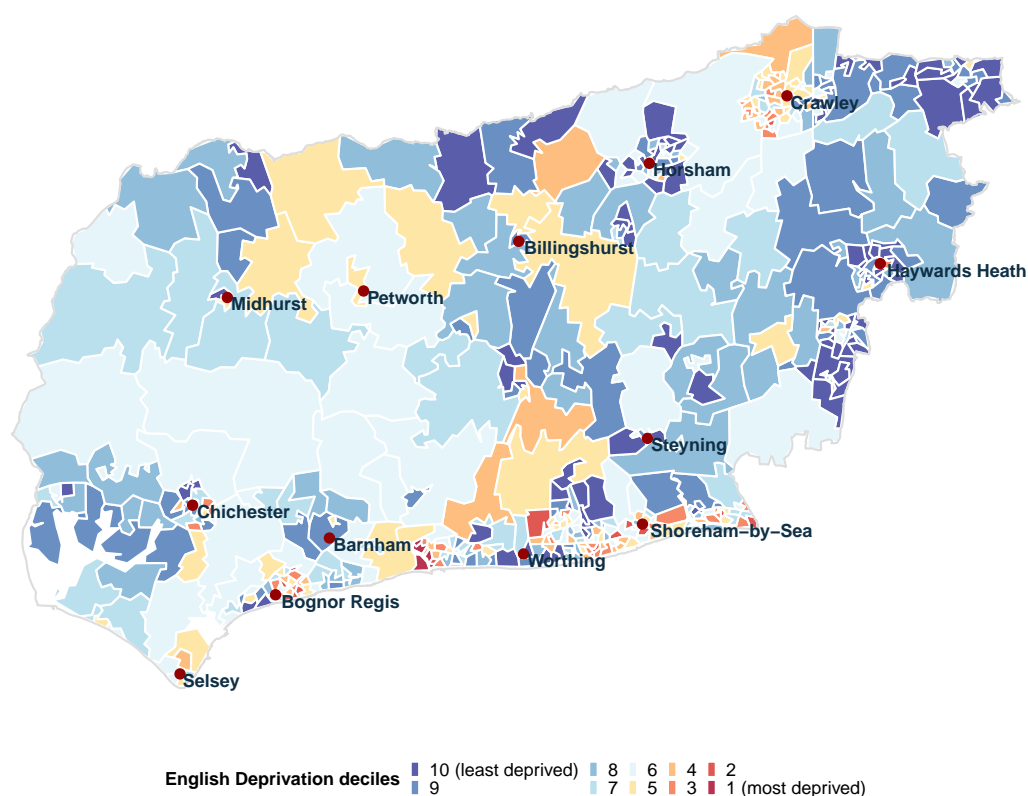 Crawley
Horsham
Billingshurst
Haywards Heath
Petworth
Midhurst
Steyning
Chichester
Shoreham−by−Sea
Barnham
Worthing
Bognor Regis
Selsey
English Deprivation deciles
10 (least deprived) 8 6 4 2
9 7 5 3 1 (most deprived)